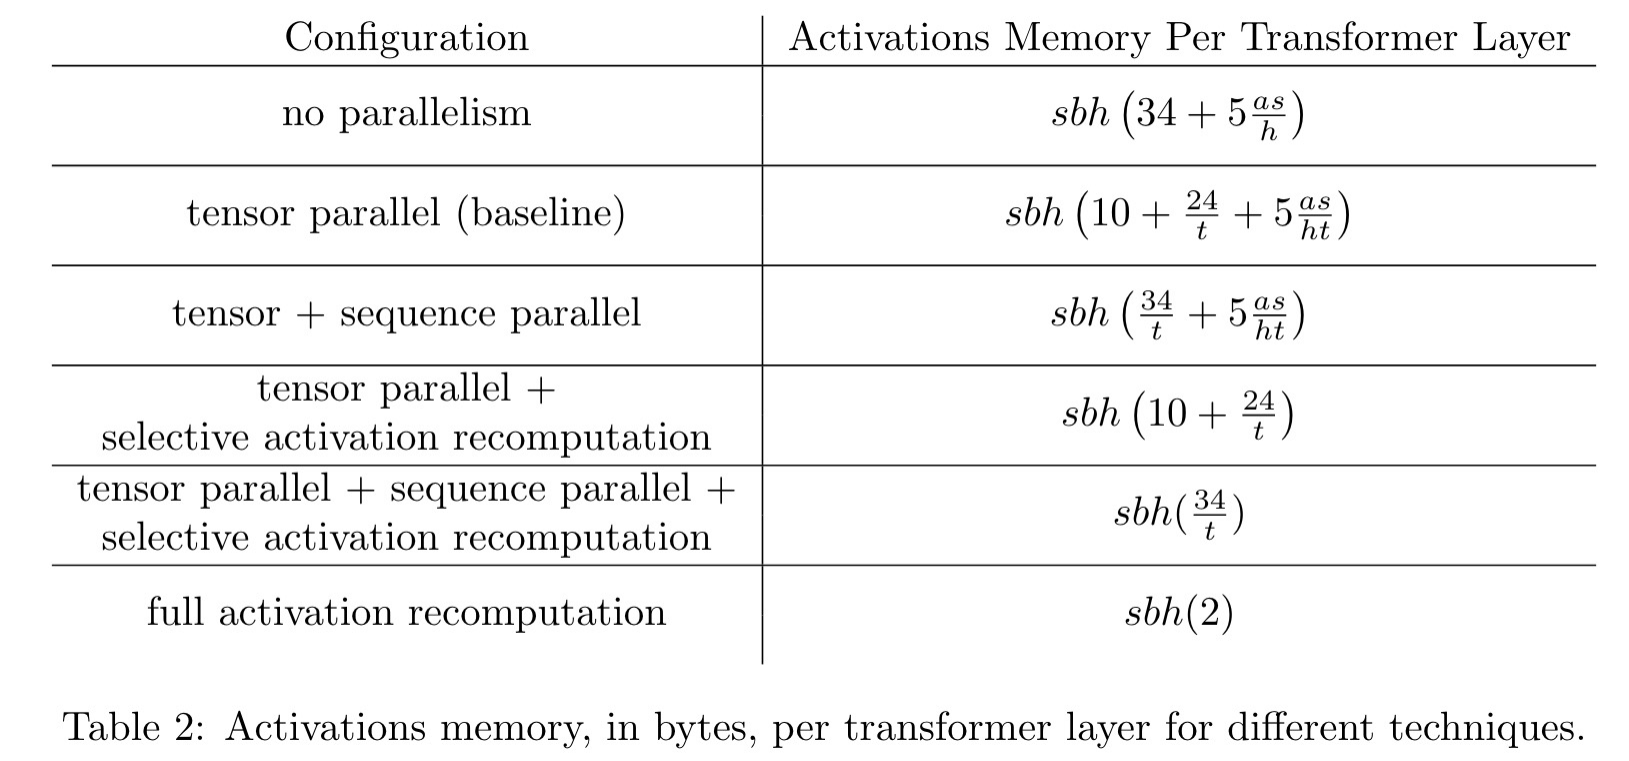 Configuration | Activations Memory Per Transformer Layer
no parallelism | $sbh\left(34 + 5\frac{as}{h}\right)$
tensor parallel (baseline) | $sbh\left(10 + \frac{24}{t} + 5\frac{as}{ht}\right)$
tensor + sequence parallel | $sbh\left(\frac{34}{t} + 5\frac{as}{ht}\right)$
tensor parallel +
selective activation recomputation | $sbh\left(10 + \frac{24}{t}\right)$
tensor parallel + sequence parallel +
selective activation recomputation | $sbh(\frac{34}{t})$
full activation recomputation | $sbh(2)$
Table 2: Activations memory, in bytes, per transformer layer for different techniques.